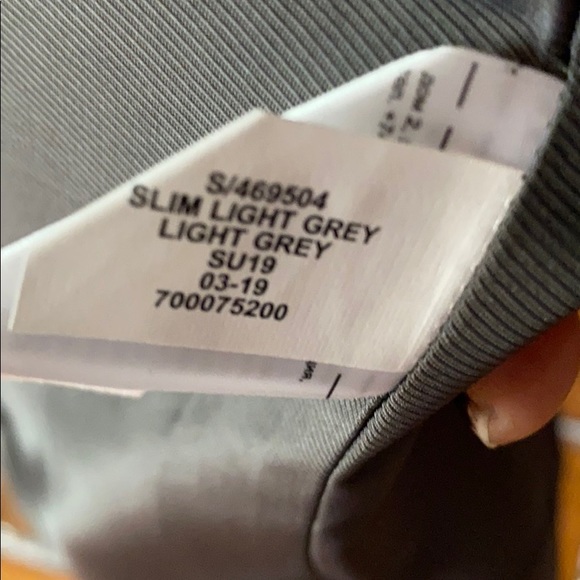 S/469504
SLIM LIGHT GREY
LIGHT GREY
SU19
03-19
700075200